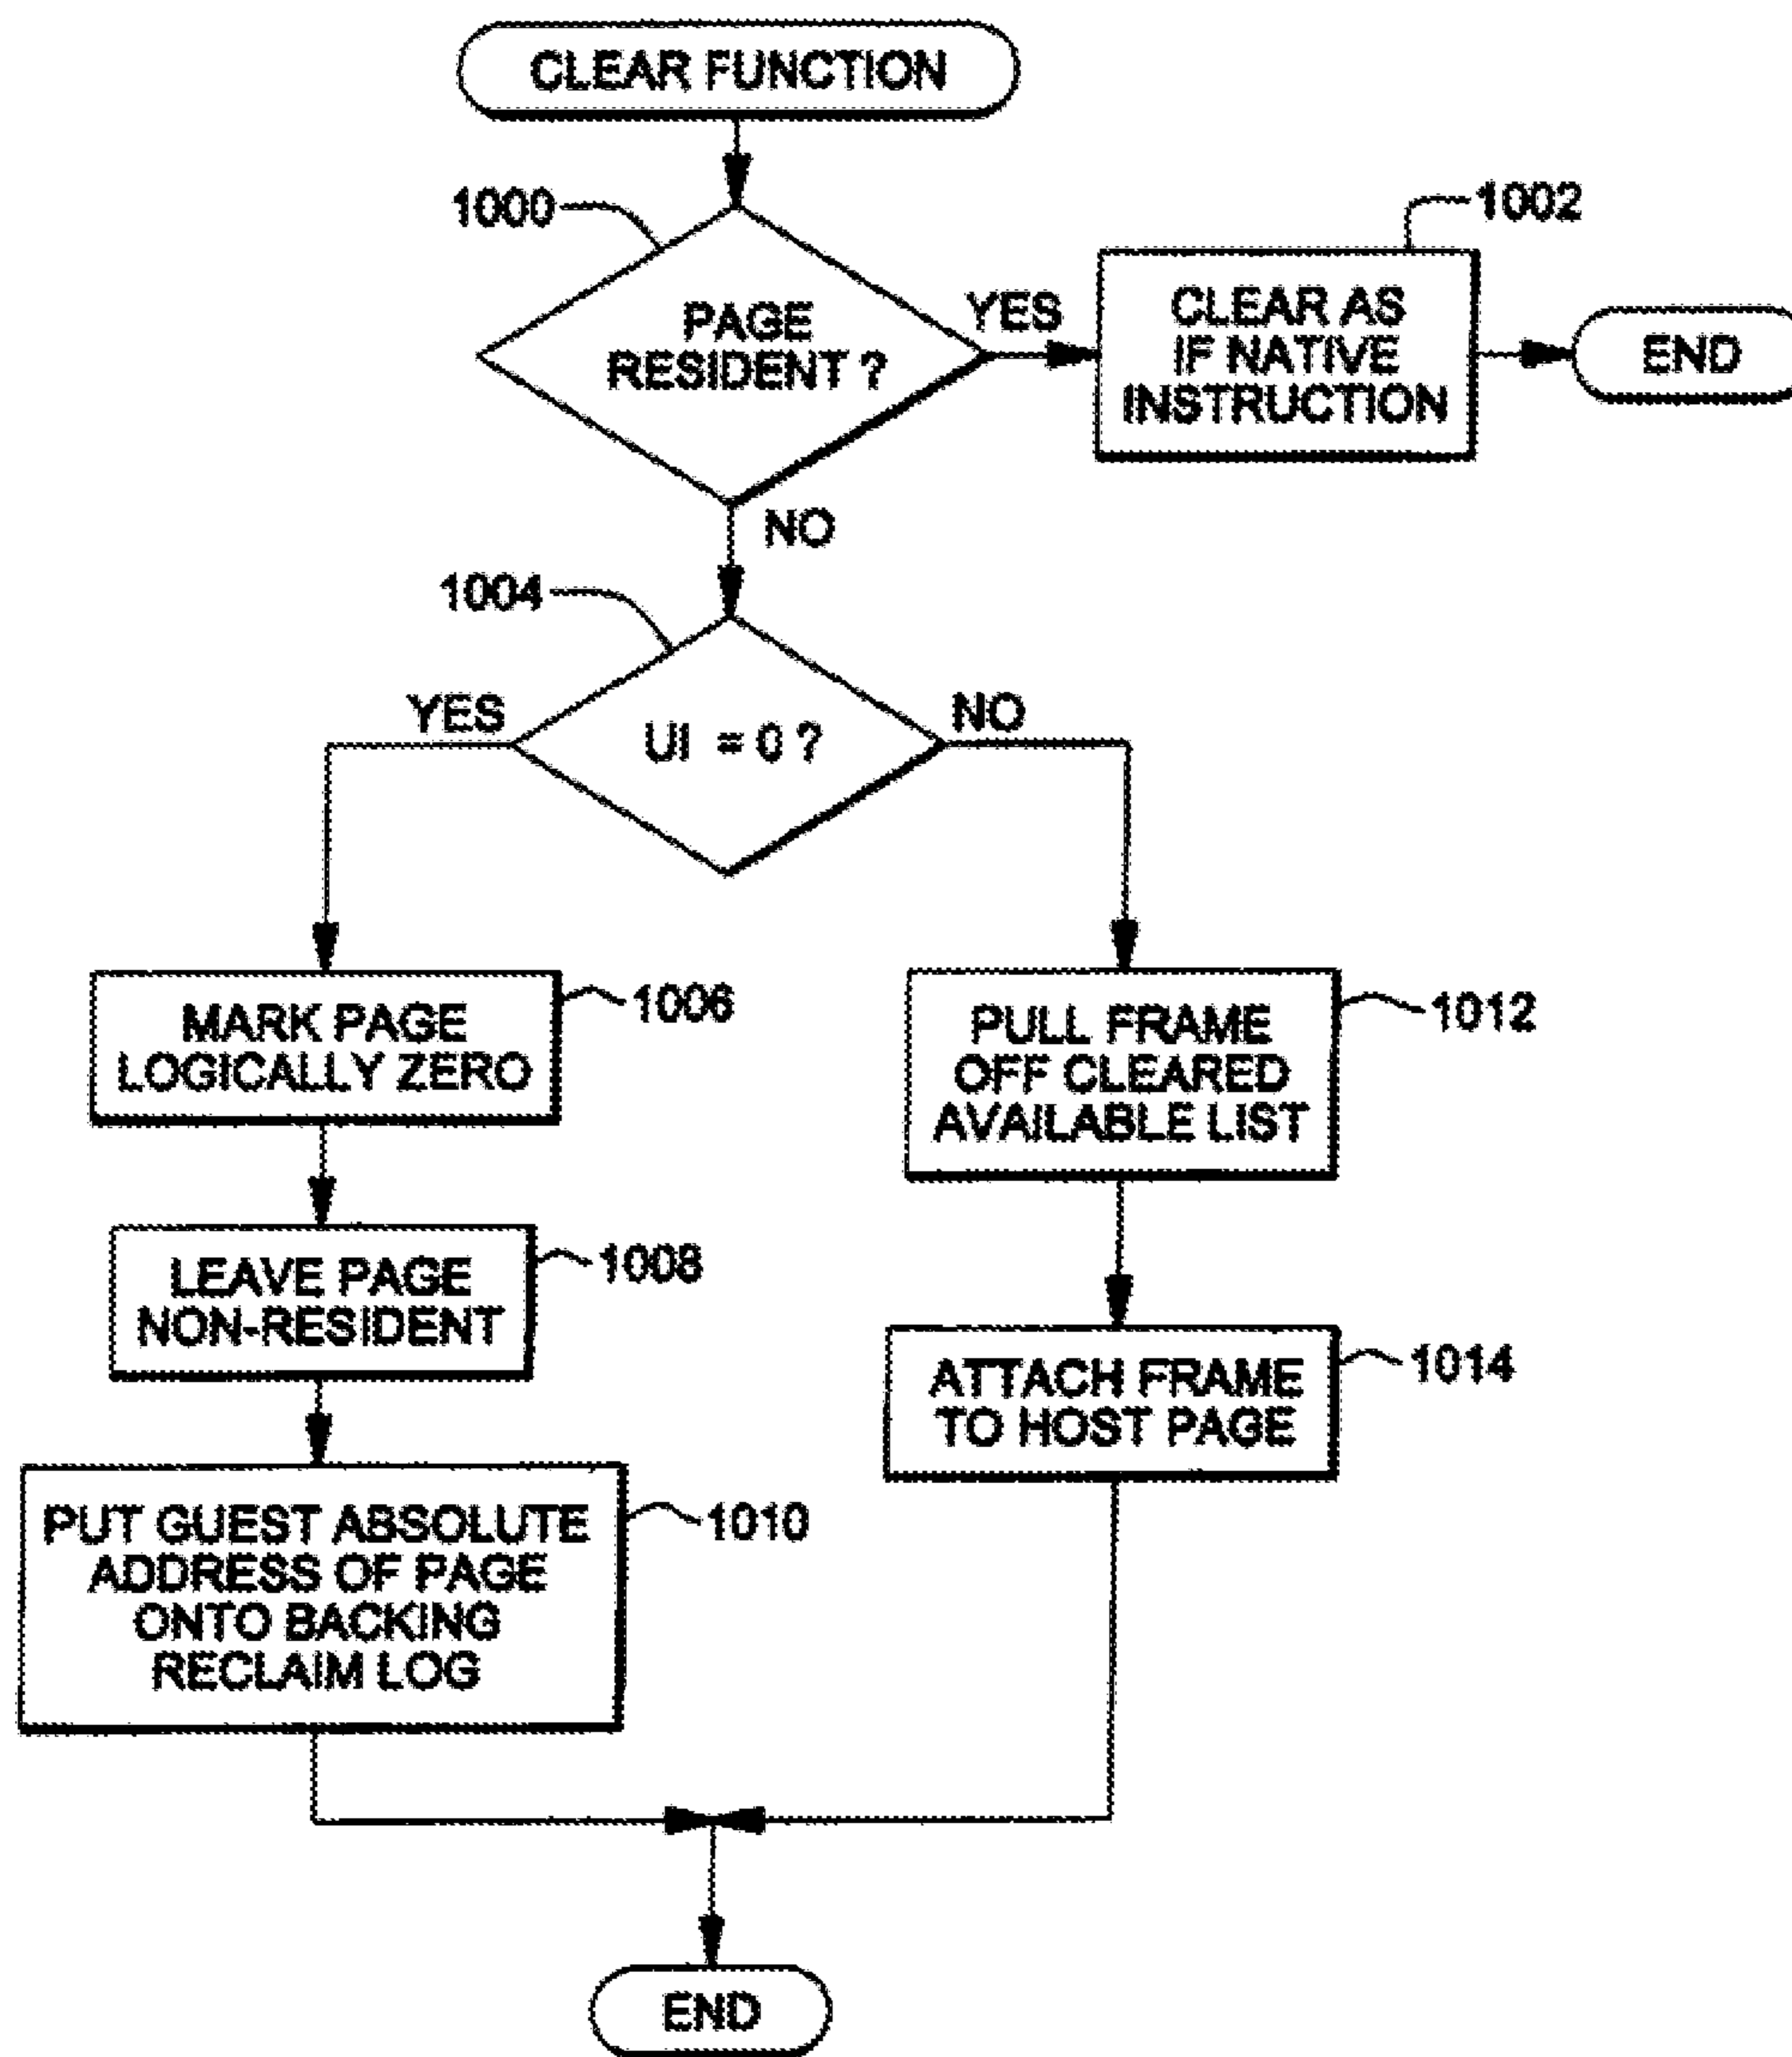 CLEAR FUNCTION
1000
1002
PAGE
RESIDENT ?
YES
CLEAR AS
IF NATIVE
INSTRUCTION
END
NO
1004
YES
UI = 0 ?
NO
MARK PAGE
LOGICALLY ZERO
1006
PULL FRAME
OFF CLEARED
AVAILABLE LIST
1012
LEAVE PAGE
NON-RESIDENT
1008
ATTACH FRAME
TO HOST PAGE
1014
PUT GUEST ABSOLUTE
ADDRESS OF PAGE
ONTO BACKING
RECLAIM LOG
1010
END